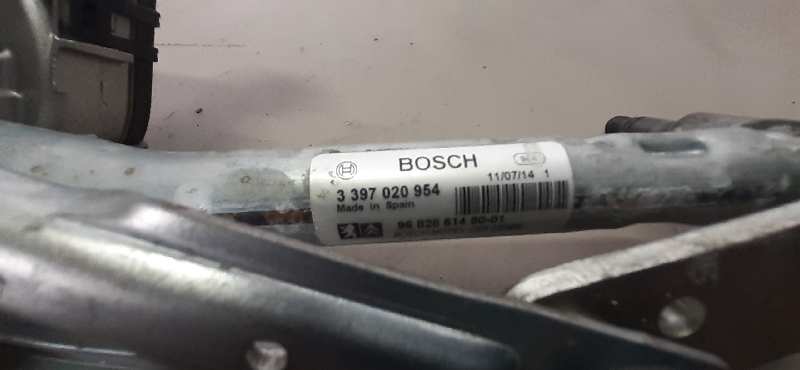 BOSCH
3 397 020 954
11/07/14 1
Made in Spain
96 828 614 80-01